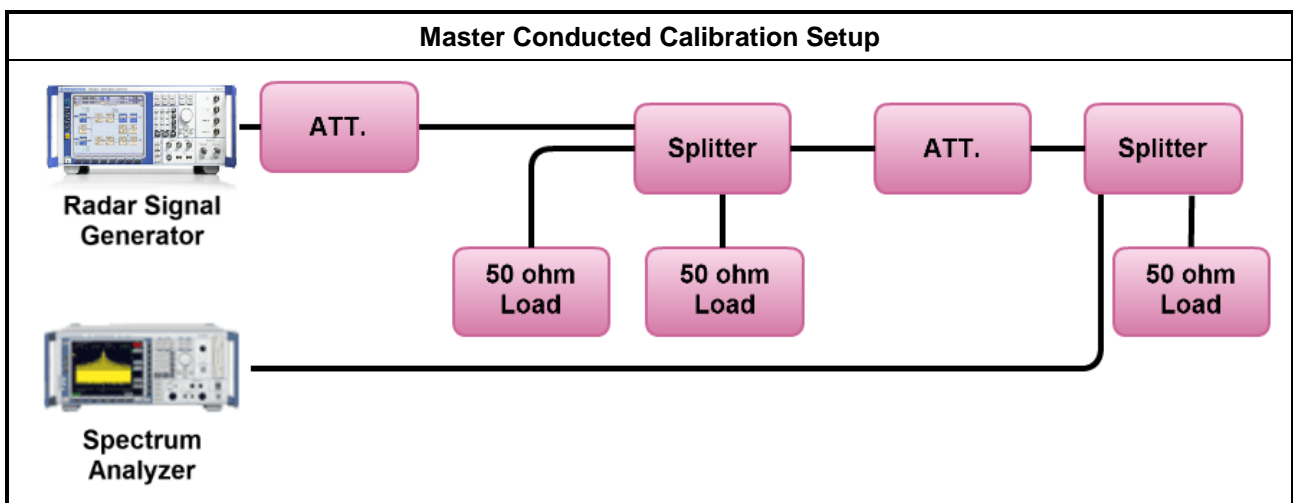 Master Conducted Calibration Setup
ATT.
Splitter
ATT.
Splitter
Radar Signal
Generator
50 ohm
Load
50 ohm
Load
50 ohm
Load
Spectrum
Analyzer